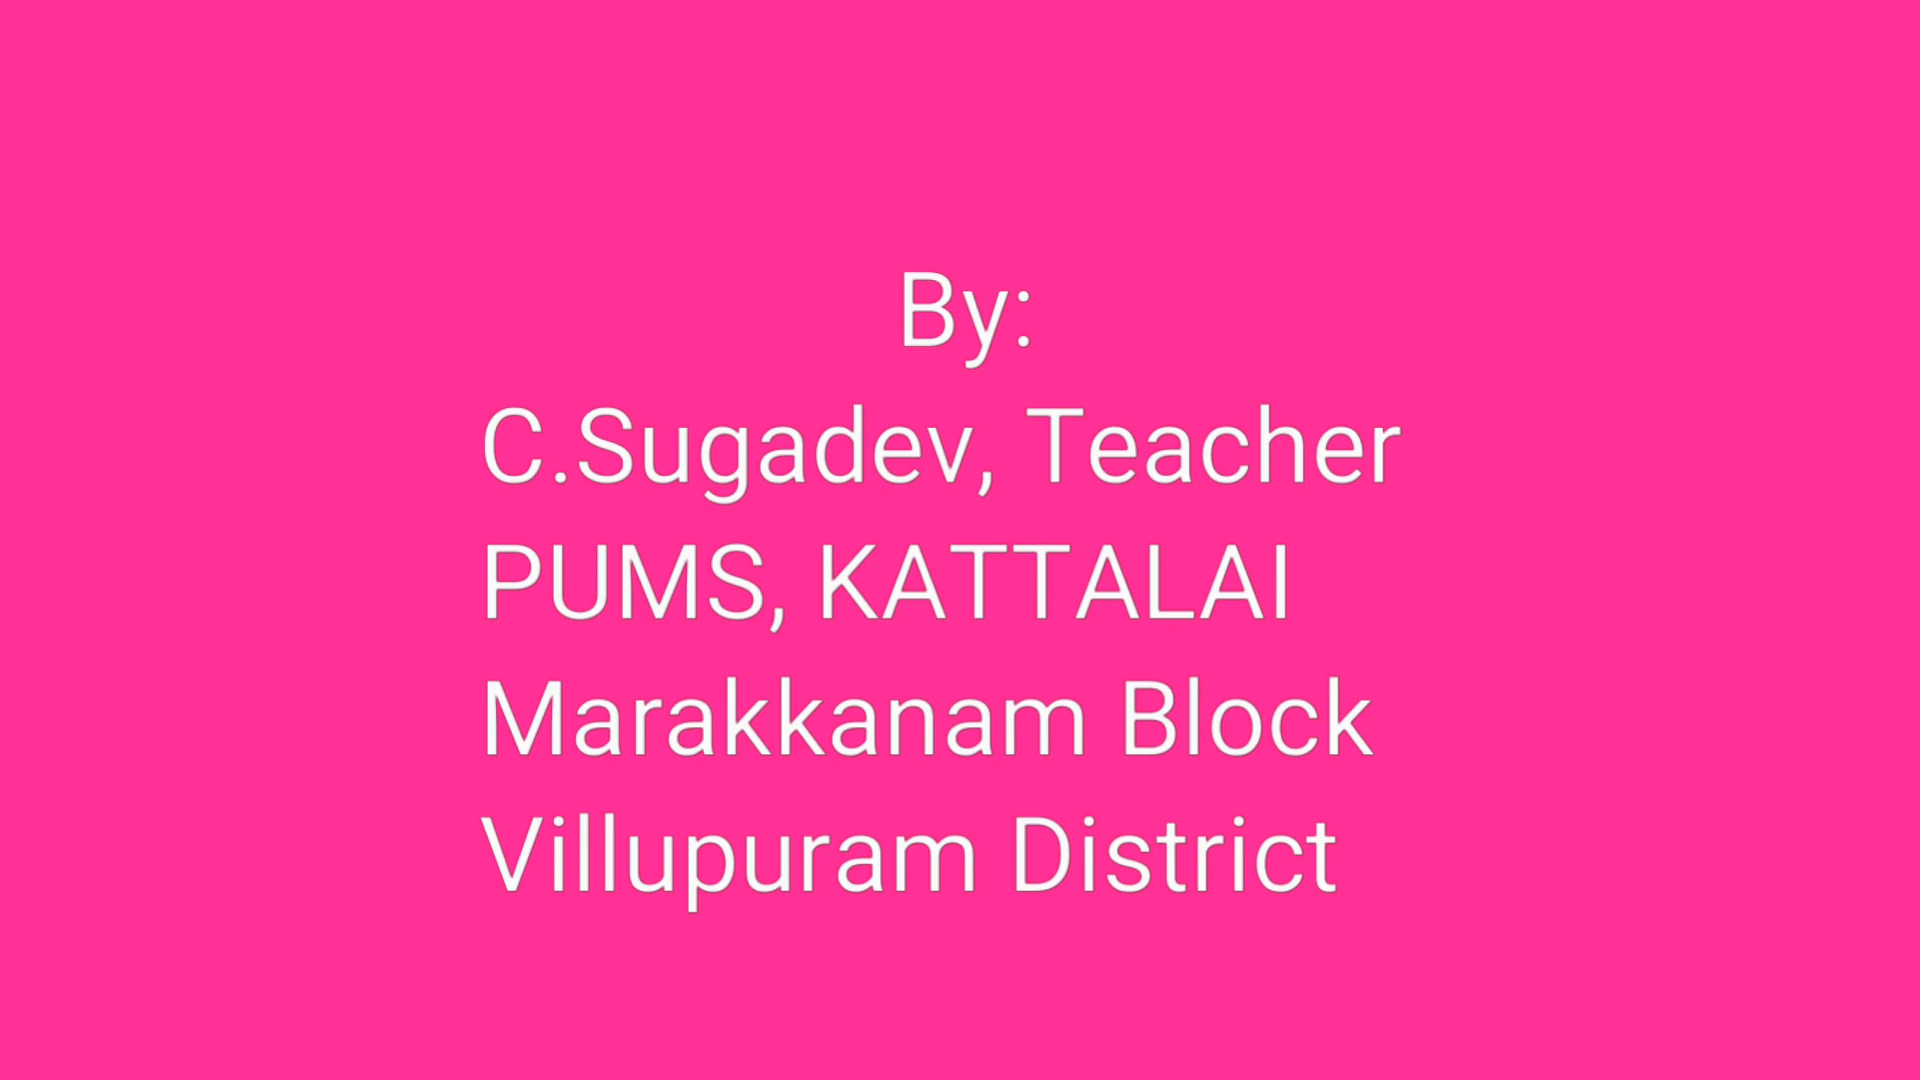 By:
C.Sugadev, Teacher
PUMS, KATTALAI
Marakkanam Block
Villupuram District